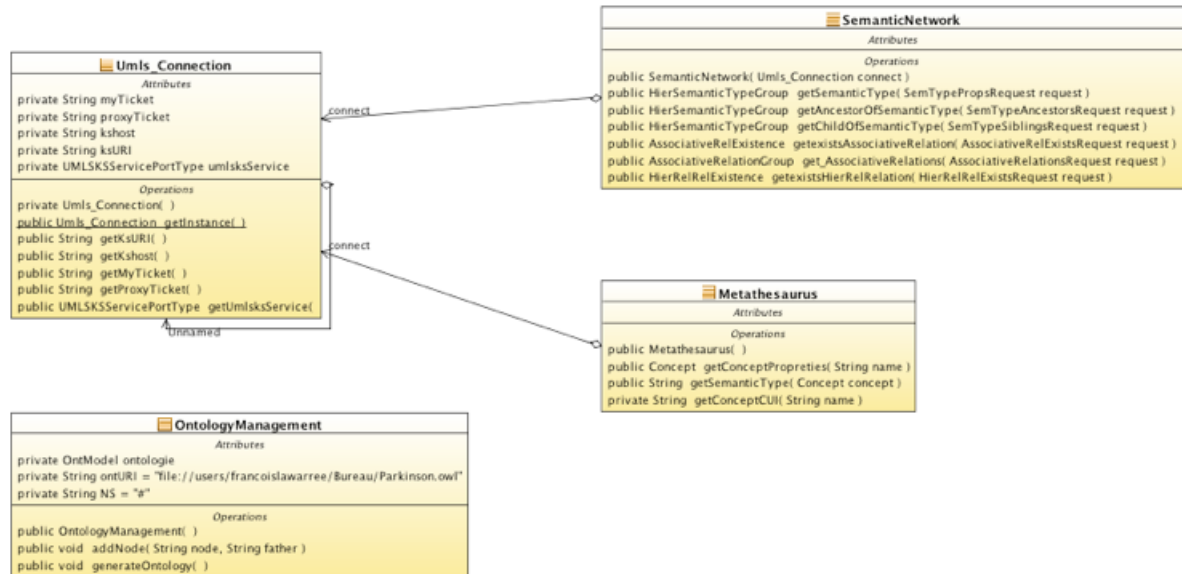 Umls_Connection
Attributes
private String myTicket
private String proxyTicket
private String kshost
private String ksURI
private UMLSKSServicePortType umlsksService
Operations
private Umls_Connection( )
public Umls_Connection getInstance( )
public String getKsURI( )
public String getKshost( )
public String getMyTicket( )
public String getProxyTicket( )
public UMLSKSServicePortType getUmlsksService(
Unnamed
connect
connect
SemanticNetwork
Attributes
Operations
public SemanticNetwork( Umls_Connection connect )
public HierSemanticTypeGroup getSemanticType( SemTypePropsRequest request )
public HierSemanticTypeGroup getAncestorOfSemanticType( SemTypeAncestorsRequest request )
public HierSemanticTypeGroup getChildOfSemanticType( SemTypeSiblingsRequest request )
public AssociativeRelExistence getexistsAssociativeRelation( AssociativeRelExistsRequest request )
public AssociativeRelationGroup get_AssociativeRelations( AssociativeRelationsRequest request )
public HierRelRelExistence getexistsHierRelRelation( HierRelRelExistsRequest request )
Metathesaurus
Attributes
Operations
public Metathesaurus( )
public Concept getConceptPropreties( String name )
public String getSemanticType( Concept concept )
private String getConceptCUI( String name )
OntologyManagement
Attributes
private OntModel ontologie
private String ontURI = "file://users/francoislawarree/Bureau/Parkinson.owl"
private String NS = "#"
Operations
public OntologyManagement( )
public void addNode( String node, String father )
public void generateOntology( )